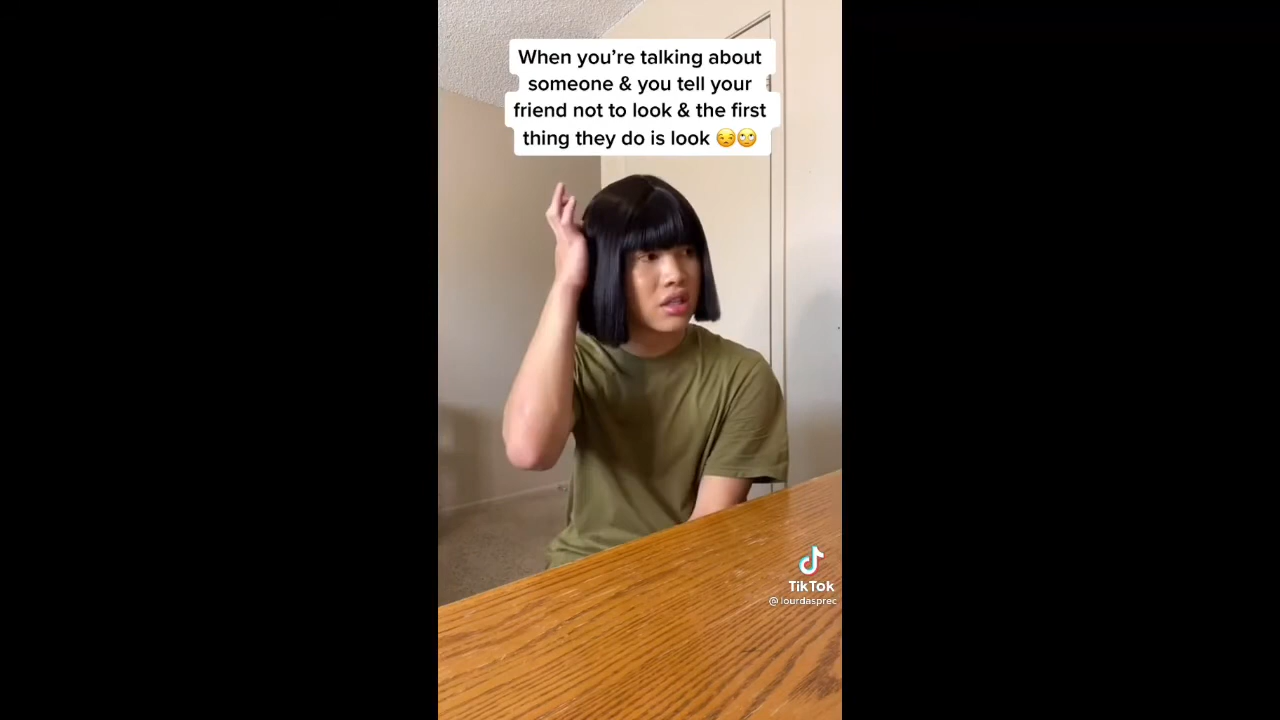 When you’re talking about
someone & you tell your
friend not to look & the first
thing they do is look 😒🙄
TikTok
@lourdasprec